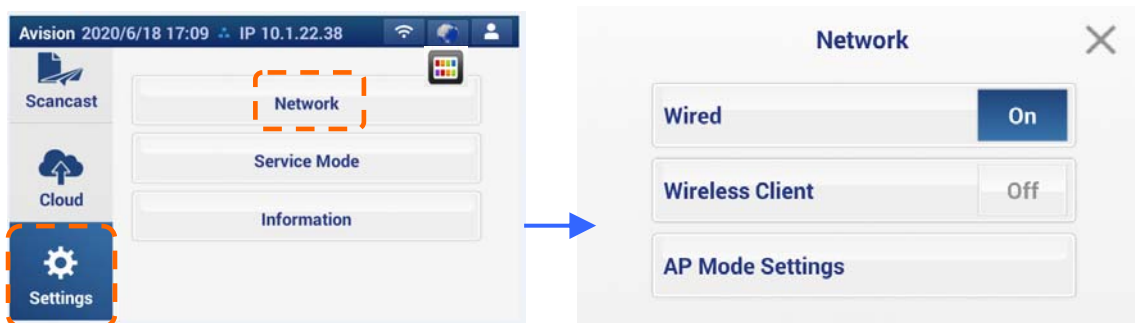 Avision 2020/6/18 17:09 IP 10.1.22.38
Scancast
Network
Service Mode
Cloud
Information
Settings
Network
Wired On
Wireless Client Off
AP Mode Settings